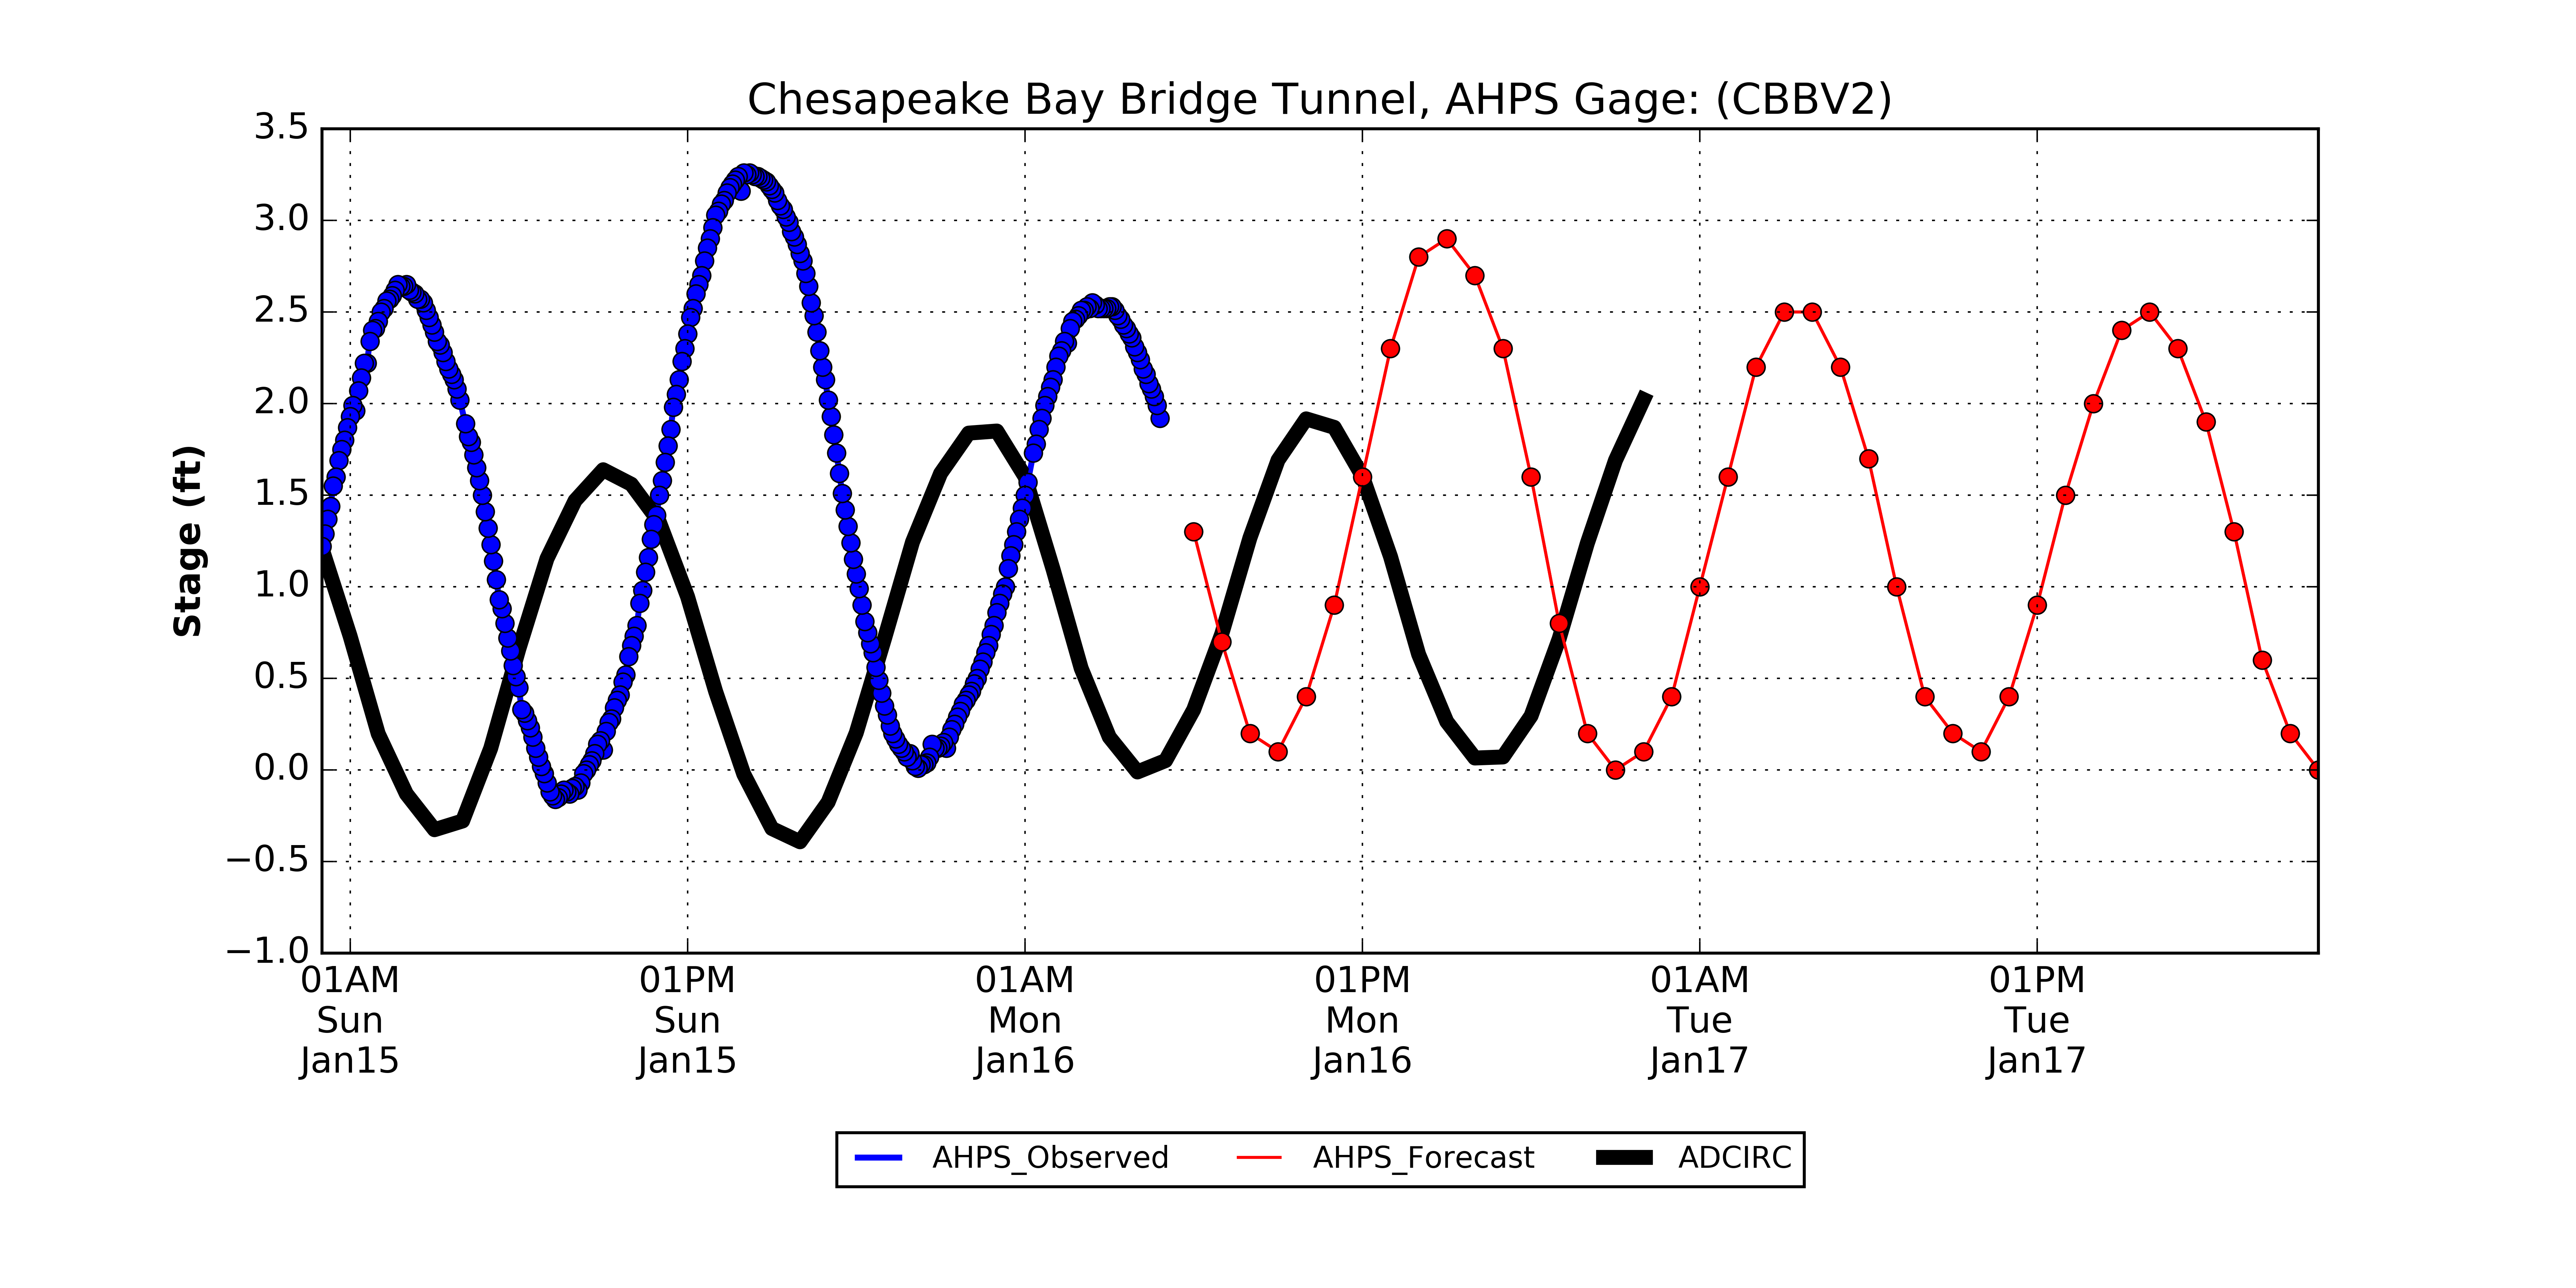 Chesapeake Bay Bridge Tunnel, AHPS Gage: (CBBV2)
3.5
3.0
2.5
2.0
1.5
1.0
0.5
0.0
−0.5
−1.0
Stage (ft)
01AM 01PM 01AM 01PM 01AM 01PM
Sun Sun Mon Mon Tue Tue
Jan15 Jan15 Jan16 Jan16 Jan17 Jan17
AHPS_Observed AHPS_Forecast ADCIRC